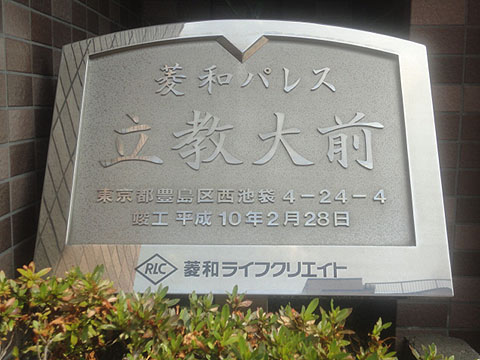 菱和パレス
立教大前
東京都豊島区西池袋4-24-4
竣工 平成10年2月28日
RLC 菱和ライフクリエイト